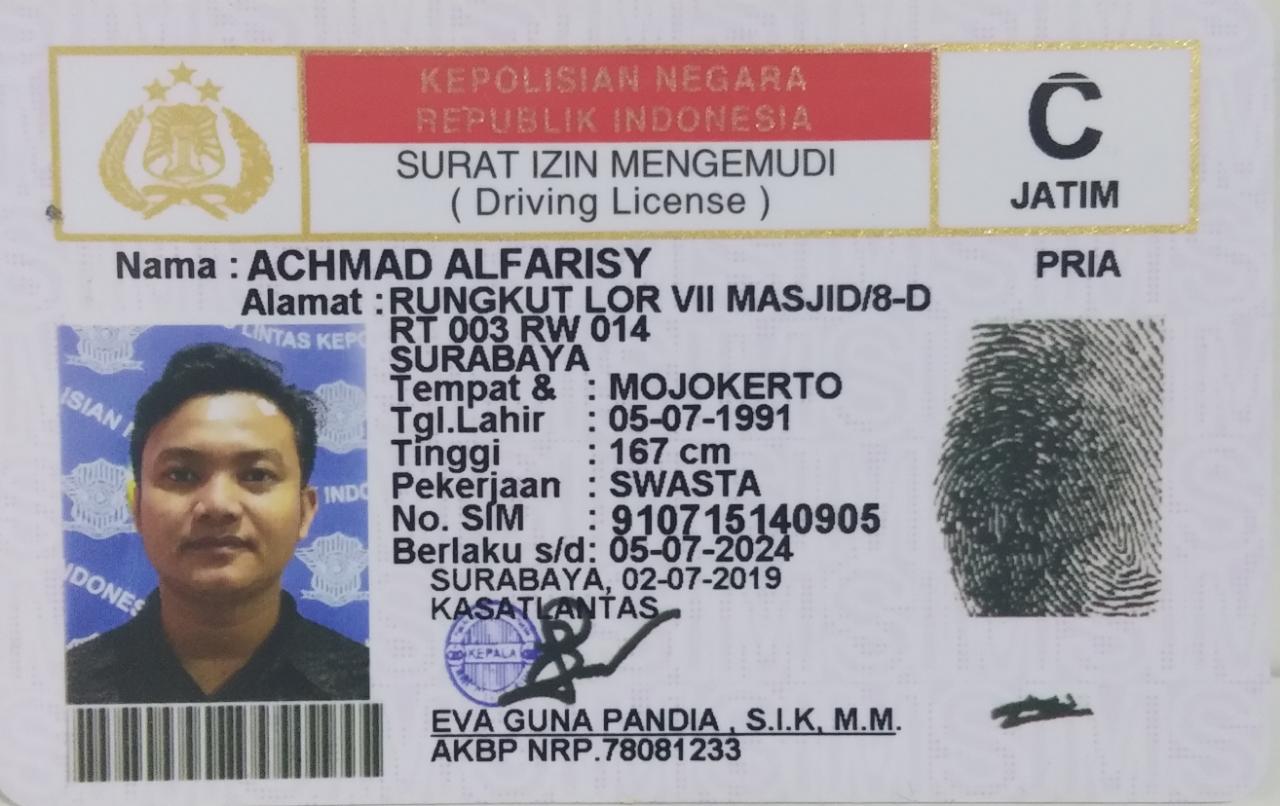 KEPOLISIAN NEGARA
REPUBLIK INDONESIA
SURAT IZIN MENGEMUDI
( Driving License )
C
JATIM
Nama : ACHMAD ALFARISY
PRIA
Alamat : RUNGKUT LOR VII MASJID/8-D
RT 003 RW 014
SURABAYA
Tempat & : MOJOKERTO
Tgl.Lahir : 05-07-1991
Tinggi : 167 cm
Pekerjaan : SWASTA
No. SIM : 910715140905
Berlaku s/d: 05-07-2024
SURABAYA, 02-07-2019
KASATLANTAS
KEPALA
EVA GUNA PANDIA , S.I.K, M.M.
AKBP NRP.78081233
LINTAS KEPO
ISIAN N
INDO
INDONES